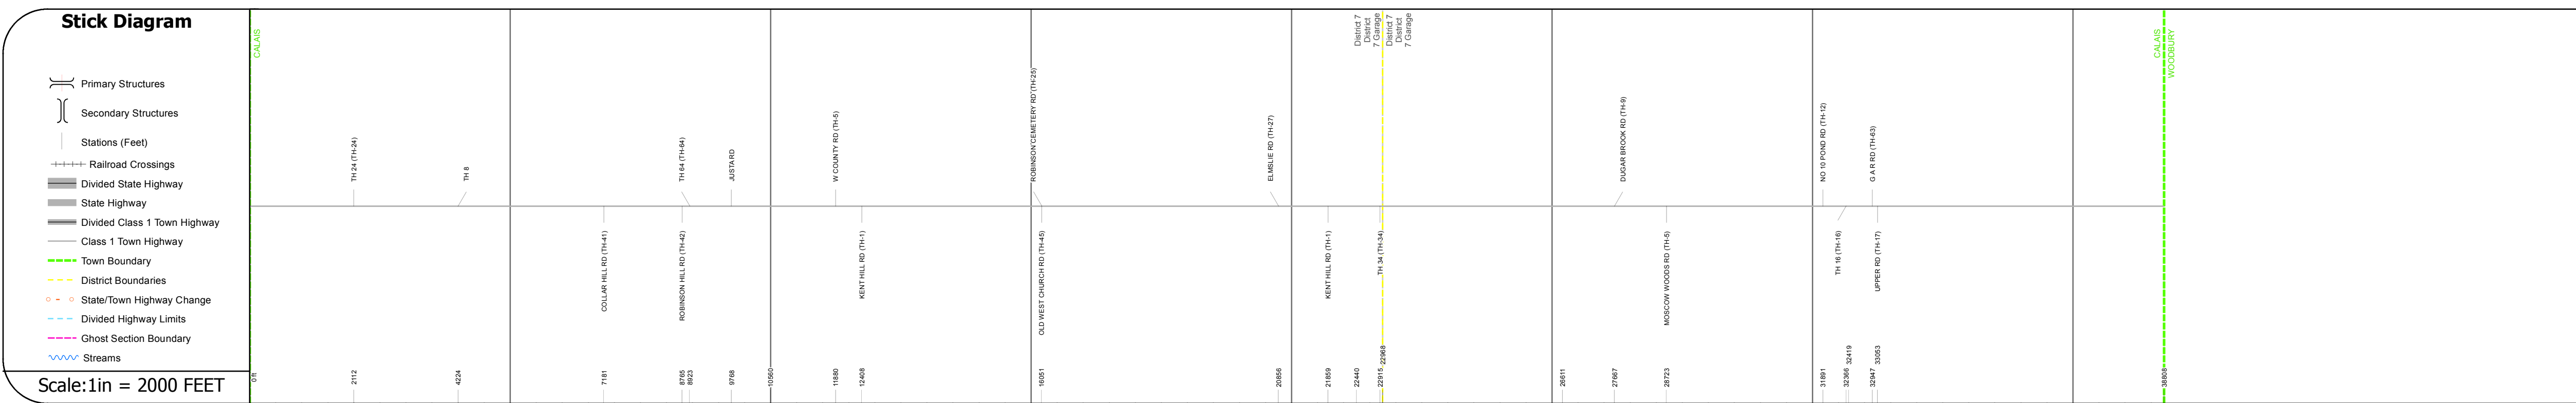 Stick Diagram
Primary Structures
Secondary Structures
Stations (Feet)
Railroad Crossings
Divided State Highway
State Highway
Divided Class 1 Town Highway
Class 1 Town Highway
Town Boundary
District Boundaries
State/Town Highway Change
Divided Highway Limits
Ghost Section Boundary
Streams
Scale:1in = 2000 FEET
CALAIS
District 7
District
7 Garage
District 7
District
7 Garage
CALAIS
WOODBURY
TH 24 (TH-24)
TH 8
TH 64 (TH-64)
JUSTA RD
W COUNTY RD (TH-5)
ROBINSON CEMETERY RD (TH-25)
ELMSLIE RD (TH-27)
DUGAR BROOK RD (TH-9)
NO 10 POND RD (TH-12)
G A R RD (TH-63)
COLLAR HILL RD (TH-41)
ROBINSON HILL RD (TH-42)
KENT HILL RD (TH-1)
OLD WEST CHURCH RD (TH-45)
KENT HILL RD (TH-1)
TH 34 (TH-34)
MOSCOW WOODS RD (TH-5)
TH 16 (TH-16)
UPPER RD (TH-17)
0 ft
2112
4224
7181
8765
8923
9768
10560
11880
12408
16051
20856
21859
22440
22915
22968
26611
27667
28723
31891
32366
32419
32947
33053
38808